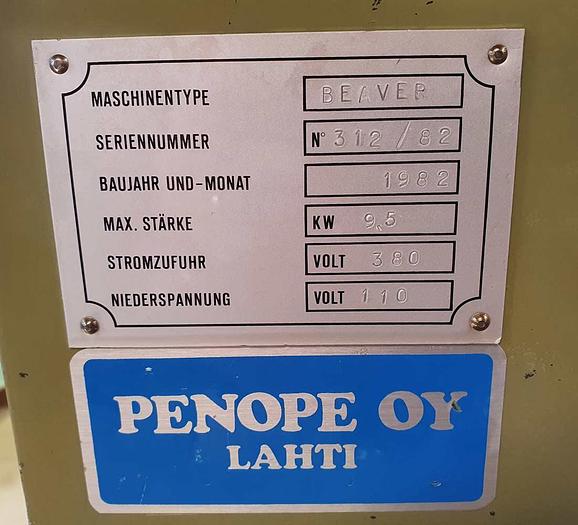 MASCHINENTYPE BEAVER
SERIENNUMMER N° 312/82
BAUJAHR UND-MONAT 1982
MAX. STÄRKE KW 9,5
STROMZUFUHR VOLT 380
NIEDERSPANNUNG VOLT 110
PENOPE OY
LAHTI